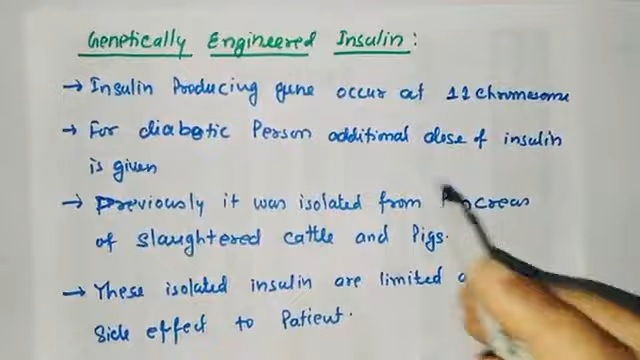 Genetically Engineered Insulin :
→ Insulin Producing gene occur at 11 chromosome
→ For diabetic Person additional dose of insulin
is given
→ Previously it was isolated from Pancreas
of slaughtered cattle and Pigs.
→ These isolated insulin are limited
Side effect to Patient.